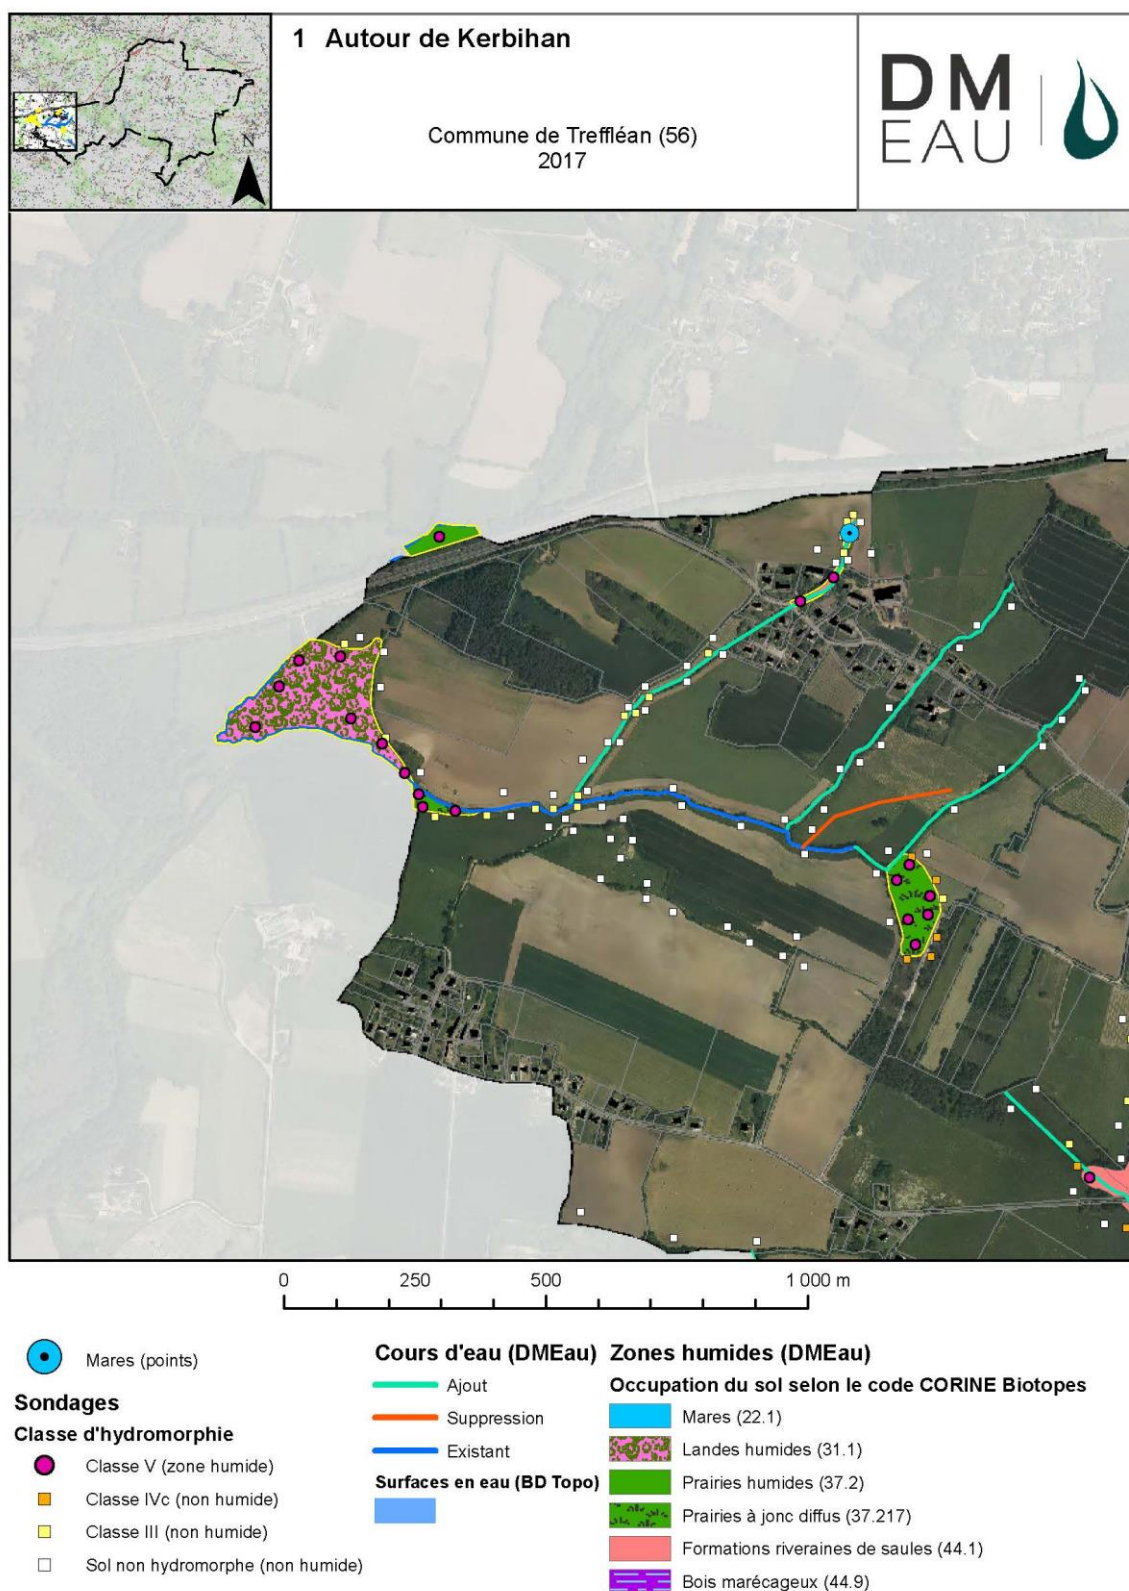 1 Autour de Kerbihan
Commune de Treffléan (56)
2017
DM
EAU
N
0 250 500 1 000 m
Mares (points)
Sondages
Classe d'hydromorphie
Classe V (zone humide)
Classe IVc (non humide)
Classe III (non humide)
Sol non hydromorphe (non humide)
Cours d'eau (DMEau)
Ajout
Suppression
Existant
Surfaces en eau (BD Topo)
Zones humides (DMEau)
Occupation du sol selon le code CORINE Biotopes
Mares (22.1)
Landes humides (31.1)
Prairies humides (37.2)
Prairies à jonc diffus (37.217)
Formations riveraines de saules (44.1)
Bois marécageux (44.9)